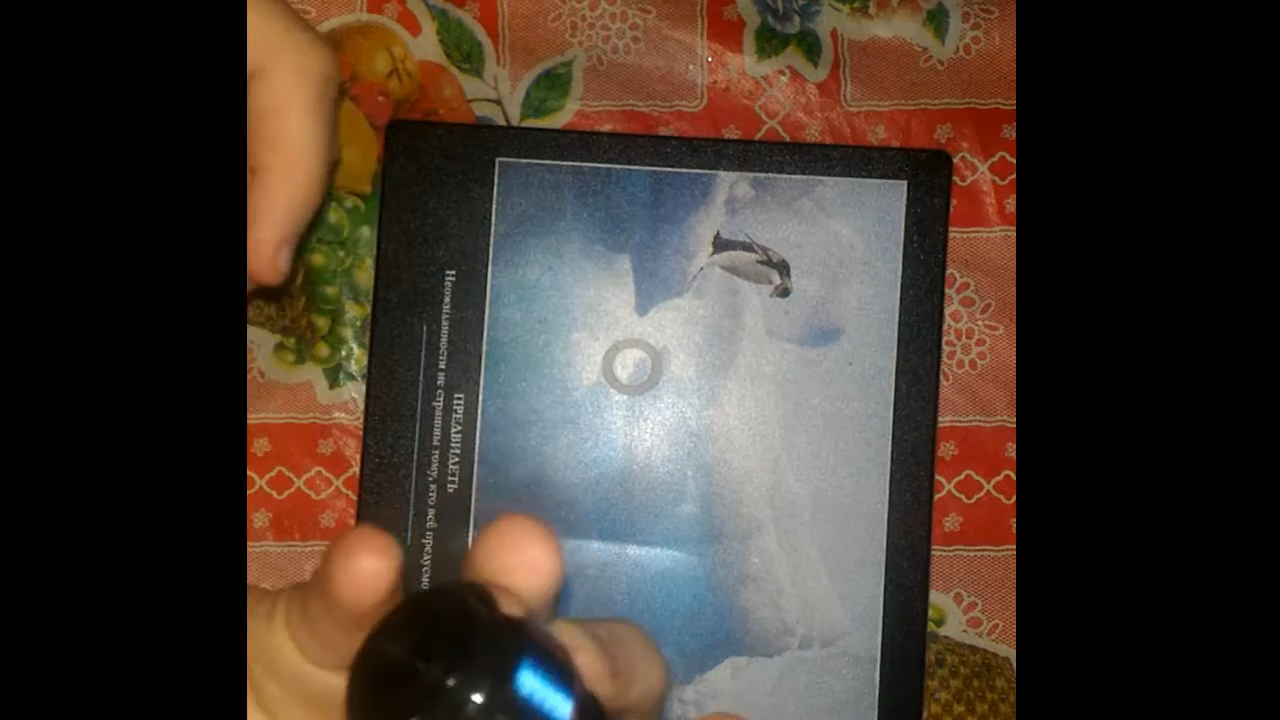 ПРЕДВИДЕТЬ
Неожиданности не страшны тому, кто всё предусмо